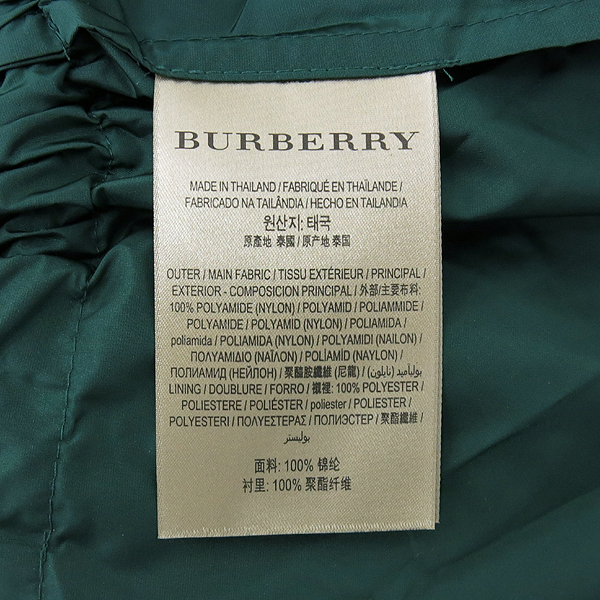 BURBERRY
MADE IN THAILAND / FABRIQUÉ EN THAÏLANDE /
FABRICADO NA TAILÂNDIA / HECHO EN TAILANDIA
원산지: 태국
原產地 泰國 / 原产地 泰国
OUTER / MAIN FABRIC / TISSU EXTÉRIEUR / PRINCIPAL /
EXTERIOR - COMPOSICION PRINCIPAL / 外部/主要布料:
100% POLYAMIDE (NYLON) / POLYAMID / POLIAMMIDE /
POLYAMIDE / POLYAMID (NYLON) / POLIAMiDA /
poliamida / POLIAMIDA (NYLON) / POLYAMIDI (NAILON) /
ΠΟΛΥΑΜΙΔΙΟ (ΝΑΪΛΟΝ) / POLÍAMÍD (NAYLON) /
ПОЛИАМИД (НЕЙЛОН) / 聚酯胺纖維 (尼龍) / بوليأميد (نايلون) /
LINING / DOUBLURE / FORRO / 襯裡: 100% POLYESTER /
POLIESTERE / POLIÉSTER / poliester / POLIESTER /
POLYESTERI / ΠΟΛΥΕΣΤΕΡΑΣ / ПОЛИЭСТЕР / 聚酯纖維 /
بوليستر
面料: 100% 锦纶
衬里: 100% 聚酯纤维